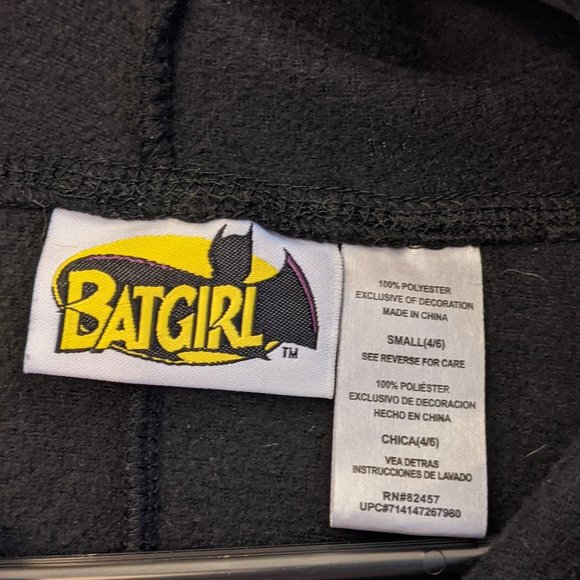 BATGIRL
TM
100% POLYESTER
EXCLUSIVE OF DECORATION
MADE IN CHINA
SMALL(4/6)
SEE REVERSE FOR CARE
100% POLIÉSTER
EXCLUSIVO DE DECORACION
HECHO EN CHINA
CHICA(4/6)
VEA DETRAS
INSTRUCCIONES DE LAVADO
RN#82457
UPC#714147267980